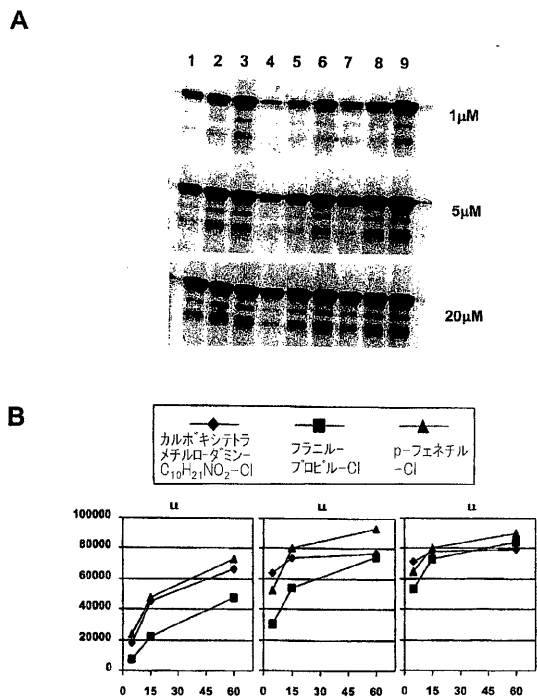 A
1 2 3 4 5 6 7 8 9
1μM
5μM
20μM
B
カルボキシテトラ
メチルローダミン-
C10H21NO2-Cl
フラニル-
プロピル-Cl
p-フェネチル
-Cl
u u u
100000
80000
60000
40000
20000
0
0 15 30 45 60 0 15 30 45 60 0 15 30 45 60